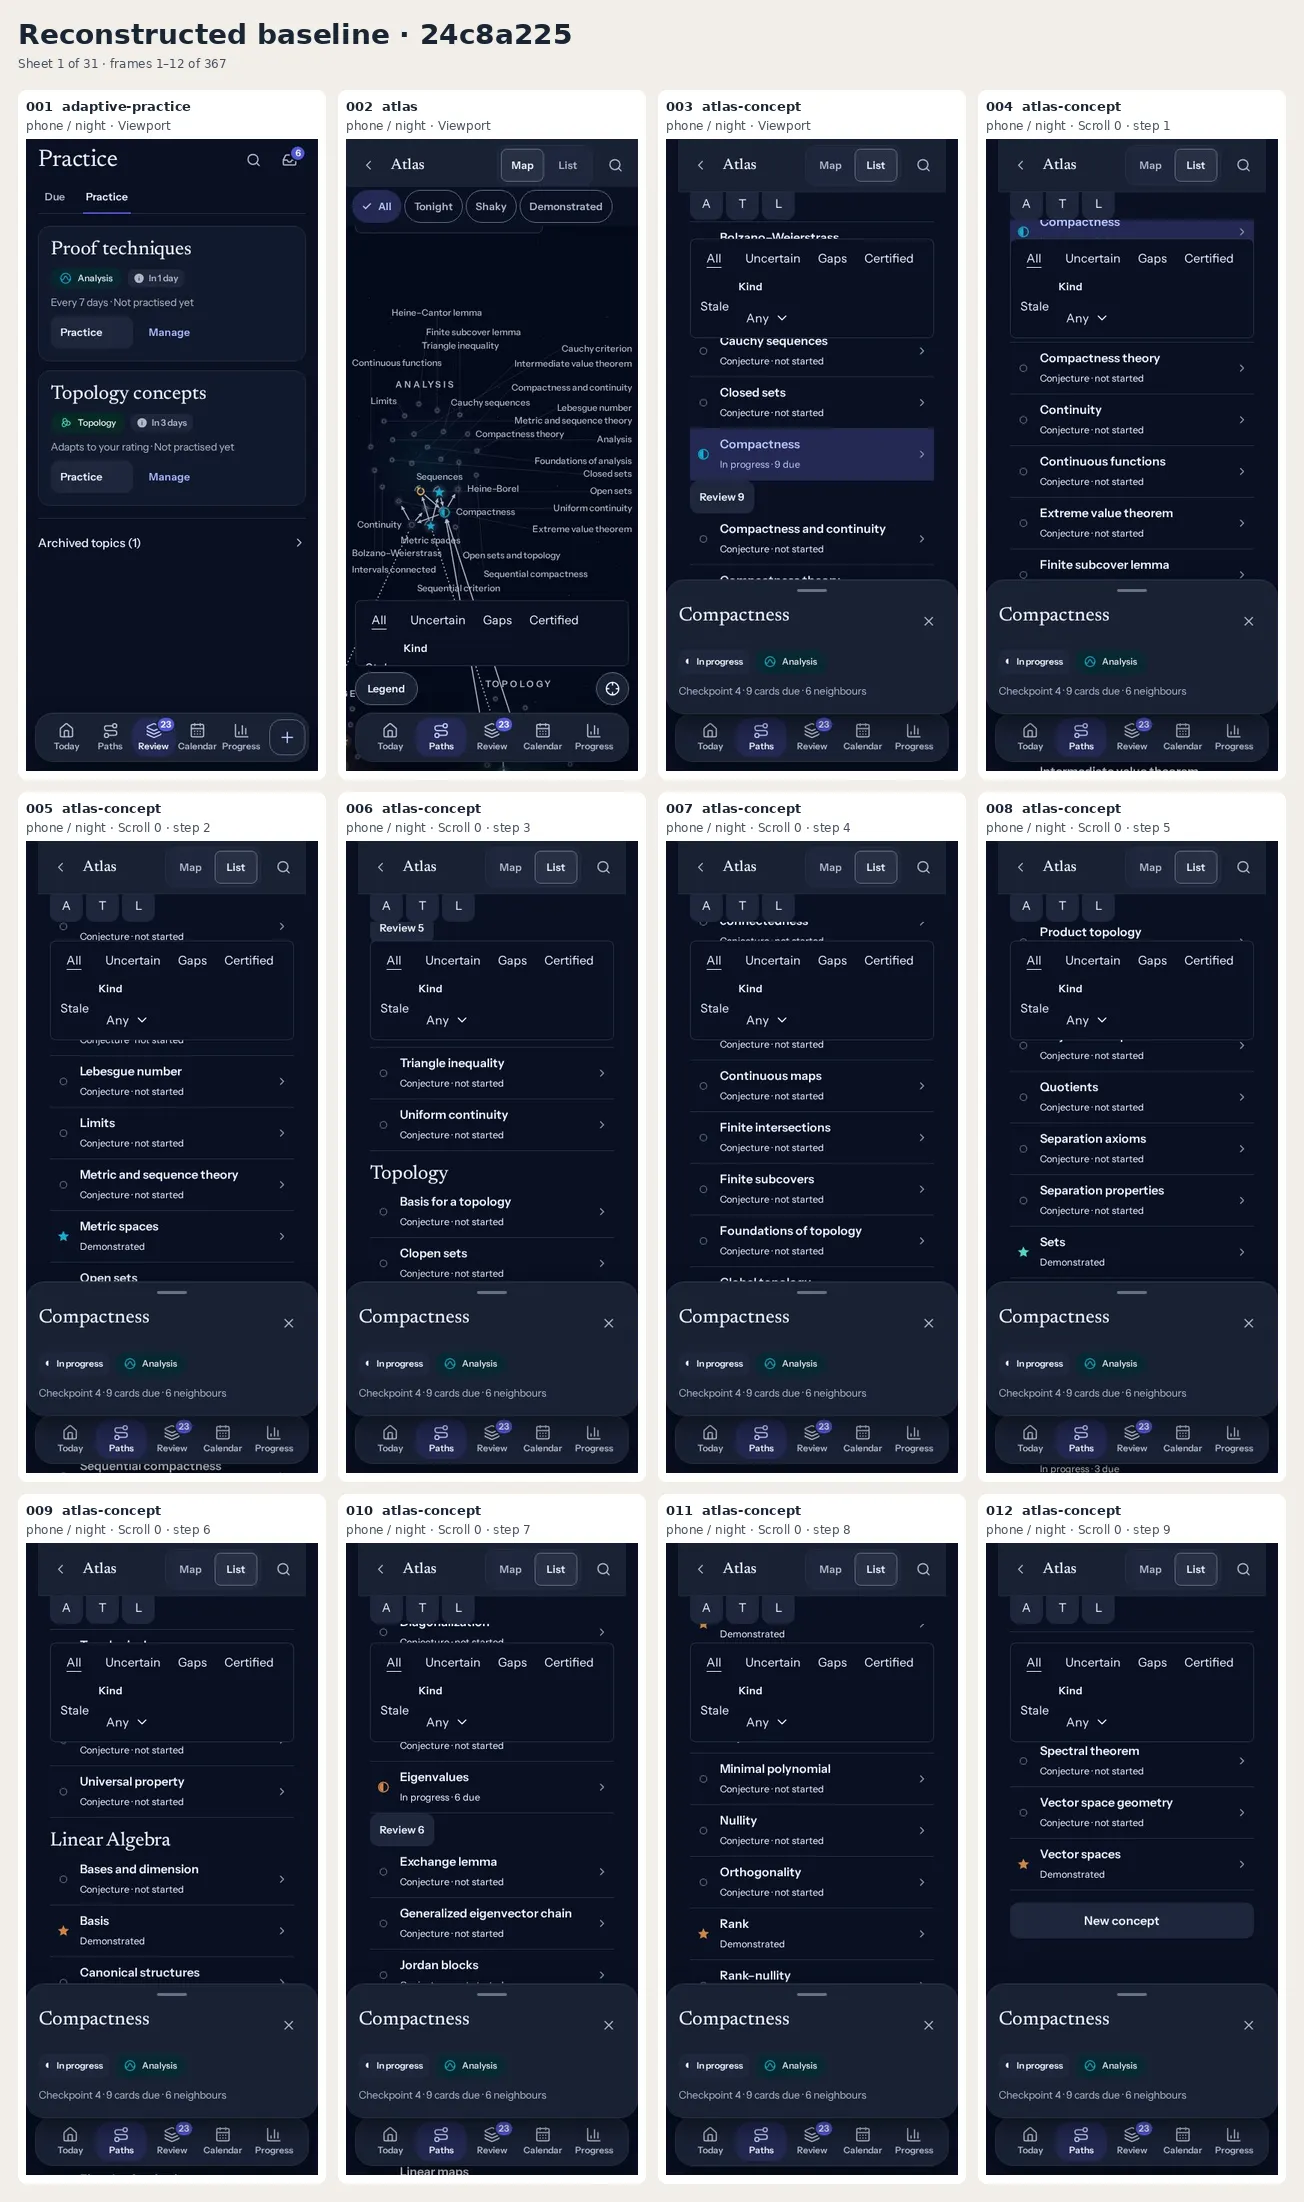 Reconstructed baseline · 24c8a225
Sheet 1 of 31 · frames 1–12 of 367
001 adaptive-practice
phone / night · Viewport
Practice
6
Due Practice
Proof techniques
Analysis In 1 day
Every 7 days · Not practised yet
Practice Manage
Topology concepts
Topology In 3 days
Adapts to your rating · Not practised yet
Practice Manage
Archived topics (1)
23
Today Paths Review Calendar Progress
002 atlas
phone / night · Viewport
Atlas Map List
All Tonight Shaky Demonstrated
Heine–Cantor lemma
Finite subcover lemma
Triangle inequality
Cauchy criterion
Continuous functions
Intermediate value theorem
ANALYSIS
Compactness and continuity
Limits
Cauchy sequences
Lebesgue number
Metric and sequence theory
Compactness theory
Analysis
Foundations of analysis
Closed sets
Sequences
Heine–Borel
Open sets
Compactness
Uniform continuity
Continuity
Extreme value theorem
Metric spaces
Bolzano–Weierstrass
Open sets and topology
Intervals connected
Sequential compactness
Sequential criterion
All Uncertain Gaps Certified
Kind
TOPOLOGY
Legend
23
Today Paths Review Calendar Progress
003 atlas-concept
phone / night · Viewport
Atlas Map List
A T L
Bolzano–Weierstrass
All Uncertain Gaps Certified
Kind
Stale
Any
Cauchy sequences
Conjecture · not started
Closed sets
Conjecture · not started
Compactness
In progress · 9 due
Review 9
Compactness and continuity
Conjecture · not started
Compactness theory
Compactness
In progress Analysis
Checkpoint 4 · 9 cards due · 6 neighbours
23
Today Paths Review Calendar Progress
004 atlas-concept
phone / night · Scroll 0 · step 1
Atlas Map List
A T L
Compactness
All Uncertain Gaps Certified
Kind
Stale
Any
Compactness theory
Conjecture · not started
Continuity
Conjecture · not started
Continuous functions
Conjecture · not started
Extreme value theorem
Conjecture · not started
Finite subcover lemma
Compactness
In progress Analysis
Checkpoint 4 · 9 cards due · 6 neighbours
23
Today Paths Review Calendar Progress
Intermediate value theorem
005 atlas-concept
phone / night · Scroll 0 · step 2
Atlas Map List
A T L
Conjecture · not started
All Uncertain Gaps Certified
Kind
Stale
Any
Conjecture · not started
Lebesgue number
Conjecture · not started
Limits
Conjecture · not started
Metric and sequence theory
Conjecture · not started
Metric spaces
Demonstrated
Open sets
Compactness
In progress Analysis
Checkpoint 4 · 9 cards due · 6 neighbours
23
Today Paths Review Calendar Progress
Sequential compactness
006 atlas-concept
phone / night · Scroll 0 · step 3
Atlas Map List
A T L
Review 5
All Uncertain Gaps Certified
Kind
Stale
Any
Triangle inequality
Conjecture · not started
Uniform continuity
Conjecture · not started
Topology
Basis for a topology
Conjecture · not started
Clopen sets
Conjecture · not started
Compactness
In progress Analysis
Checkpoint 4 · 9 cards due · 6 neighbours
23
Today Paths Review Calendar Progress
007 atlas-concept
phone / night · Scroll 0 · step 4
Atlas Map List
A T L
Connectedness
Conjecture · not started
All Uncertain Gaps Certified
Kind
Stale
Any
Conjecture · not started
Continuous maps
Conjecture · not started
Finite intersections
Conjecture · not started
Finite subcovers
Conjecture · not started
Foundations of topology
Conjecture · not started
Global topology
Compactness
In progress Analysis
Checkpoint 4 · 9 cards due · 6 neighbours
23
Today Paths Review Calendar Progress
008 atlas-concept
phone / night · Scroll 0 · step 5
Atlas Map List
A T L
Product topology
All Uncertain Gaps Certified
Kind
Stale
Any
Conjecture · not started
Quotients
Conjecture · not started
Separation axioms
Conjecture · not started
Separation properties
Conjecture · not started
Sets
Demonstrated
Compactness
In progress Analysis
Checkpoint 4 · 9 cards due · 6 neighbours
23
Today Paths Review Calendar Progress
In progress · 3 due
009 atlas-concept
phone / night · Scroll 0 · step 6
Atlas Map List
A T L
All Uncertain Gaps Certified
Kind
Stale
Any
Conjecture · not started
Universal property
Conjecture · not started
Linear Algebra
Bases and dimension
Conjecture · not started
Basis
Demonstrated
Canonical structures
Compactness
In progress Analysis
Checkpoint 4 · 9 cards due · 6 neighbours
23
Today Paths Review Calendar Progress
010 atlas-concept
phone / night · Scroll 0 · step 7
Atlas Map List
A T L
Diagonalization
Conjecture · not started
All Uncertain Gaps Certified
Kind
Stale
Any
Conjecture · not started
Eigenvalues
In progress · 6 due
Review 6
Exchange lemma
Conjecture · not started
Generalized eigenvector chain
Conjecture · not started
Jordan blocks
Compactness
In progress Analysis
Checkpoint 4 · 9 cards due · 6 neighbours
23
Today Paths Review Calendar Progress
Linear maps
011 atlas-concept
phone / night · Scroll 0 · step 8
Atlas Map List
A T L
Demonstrated
All Uncertain Gaps Certified
Kind
Stale
Any
Minimal polynomial
Conjecture · not started
Nullity
Conjecture · not started
Orthogonality
Conjecture · not started
Rank
Demonstrated
Rank–nullity
Compactness
In progress Analysis
Checkpoint 4 · 9 cards due · 6 neighbours
23
Today Paths Review Calendar Progress
012 atlas-concept
phone / night · Scroll 0 · step 9
Atlas Map List
A T L
All Uncertain Gaps Certified
Kind
Stale
Any
Spectral theorem
Conjecture · not started
Vector space geometry
Conjecture · not started
Vector spaces
Demonstrated
New concept
Compactness
In progress Analysis
Checkpoint 4 · 9 cards due · 6 neighbours
23
Today Paths Review Calendar Progress